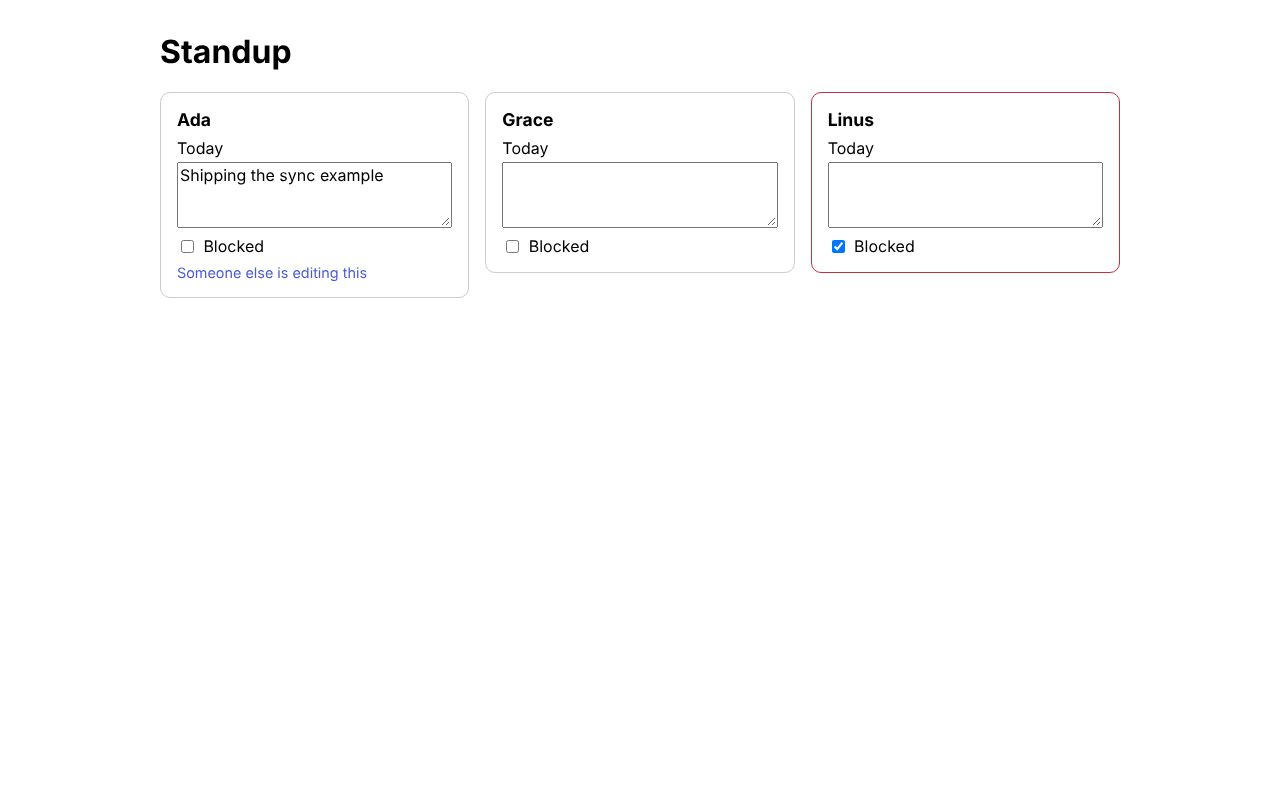 Standup
Ada
Today
Shipping the sync example
Blocked
Someone else is editing this
Grace
Today
Blocked
Linus
Today
Blocked